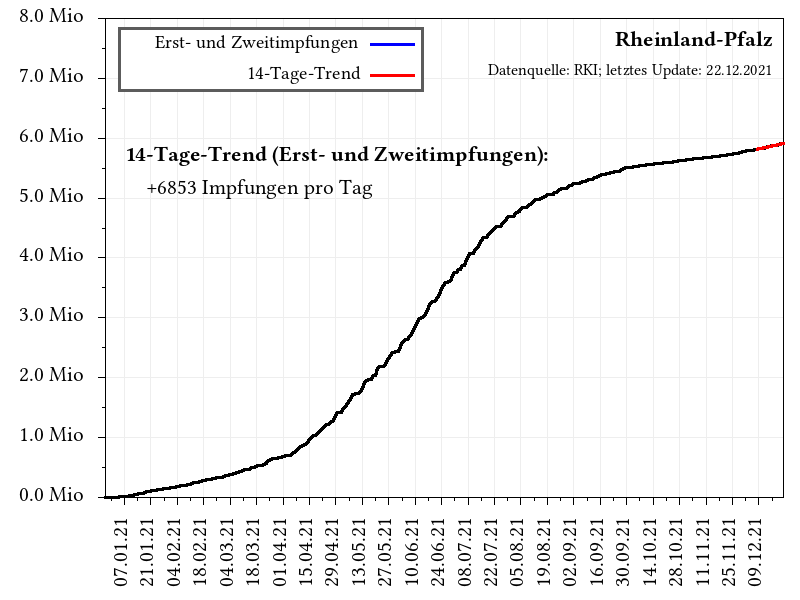 8.0 Mio
7.0 Mio
6.0 Mio
5.0 Mio
4.0 Mio
3.0 Mio
2.0 Mio
1.0 Mio
0.0 Mio
Erst- und Zweitimpfungen
14-Tage-Trend
Rheinland-Pfalz
Datenquelle: RKI; letztes Update: 22.12.2021
14-Tage-Trend (Erst- und Zweitimpfungen):
+6853 Impfungen pro Tag
07.01.21
21.01.21
04.02.21
18.02.21
04.03.21
18.03.21
01.04.21
15.04.21
29.04.21
13.05.21
27.05.21
10.06.21
24.06.21
08.07.21
22.07.21
05.08.21
19.08.21
02.09.21
16.09.21
30.09.21
14.10.21
28.10.21
11.11.21
25.11.21
09.12.21